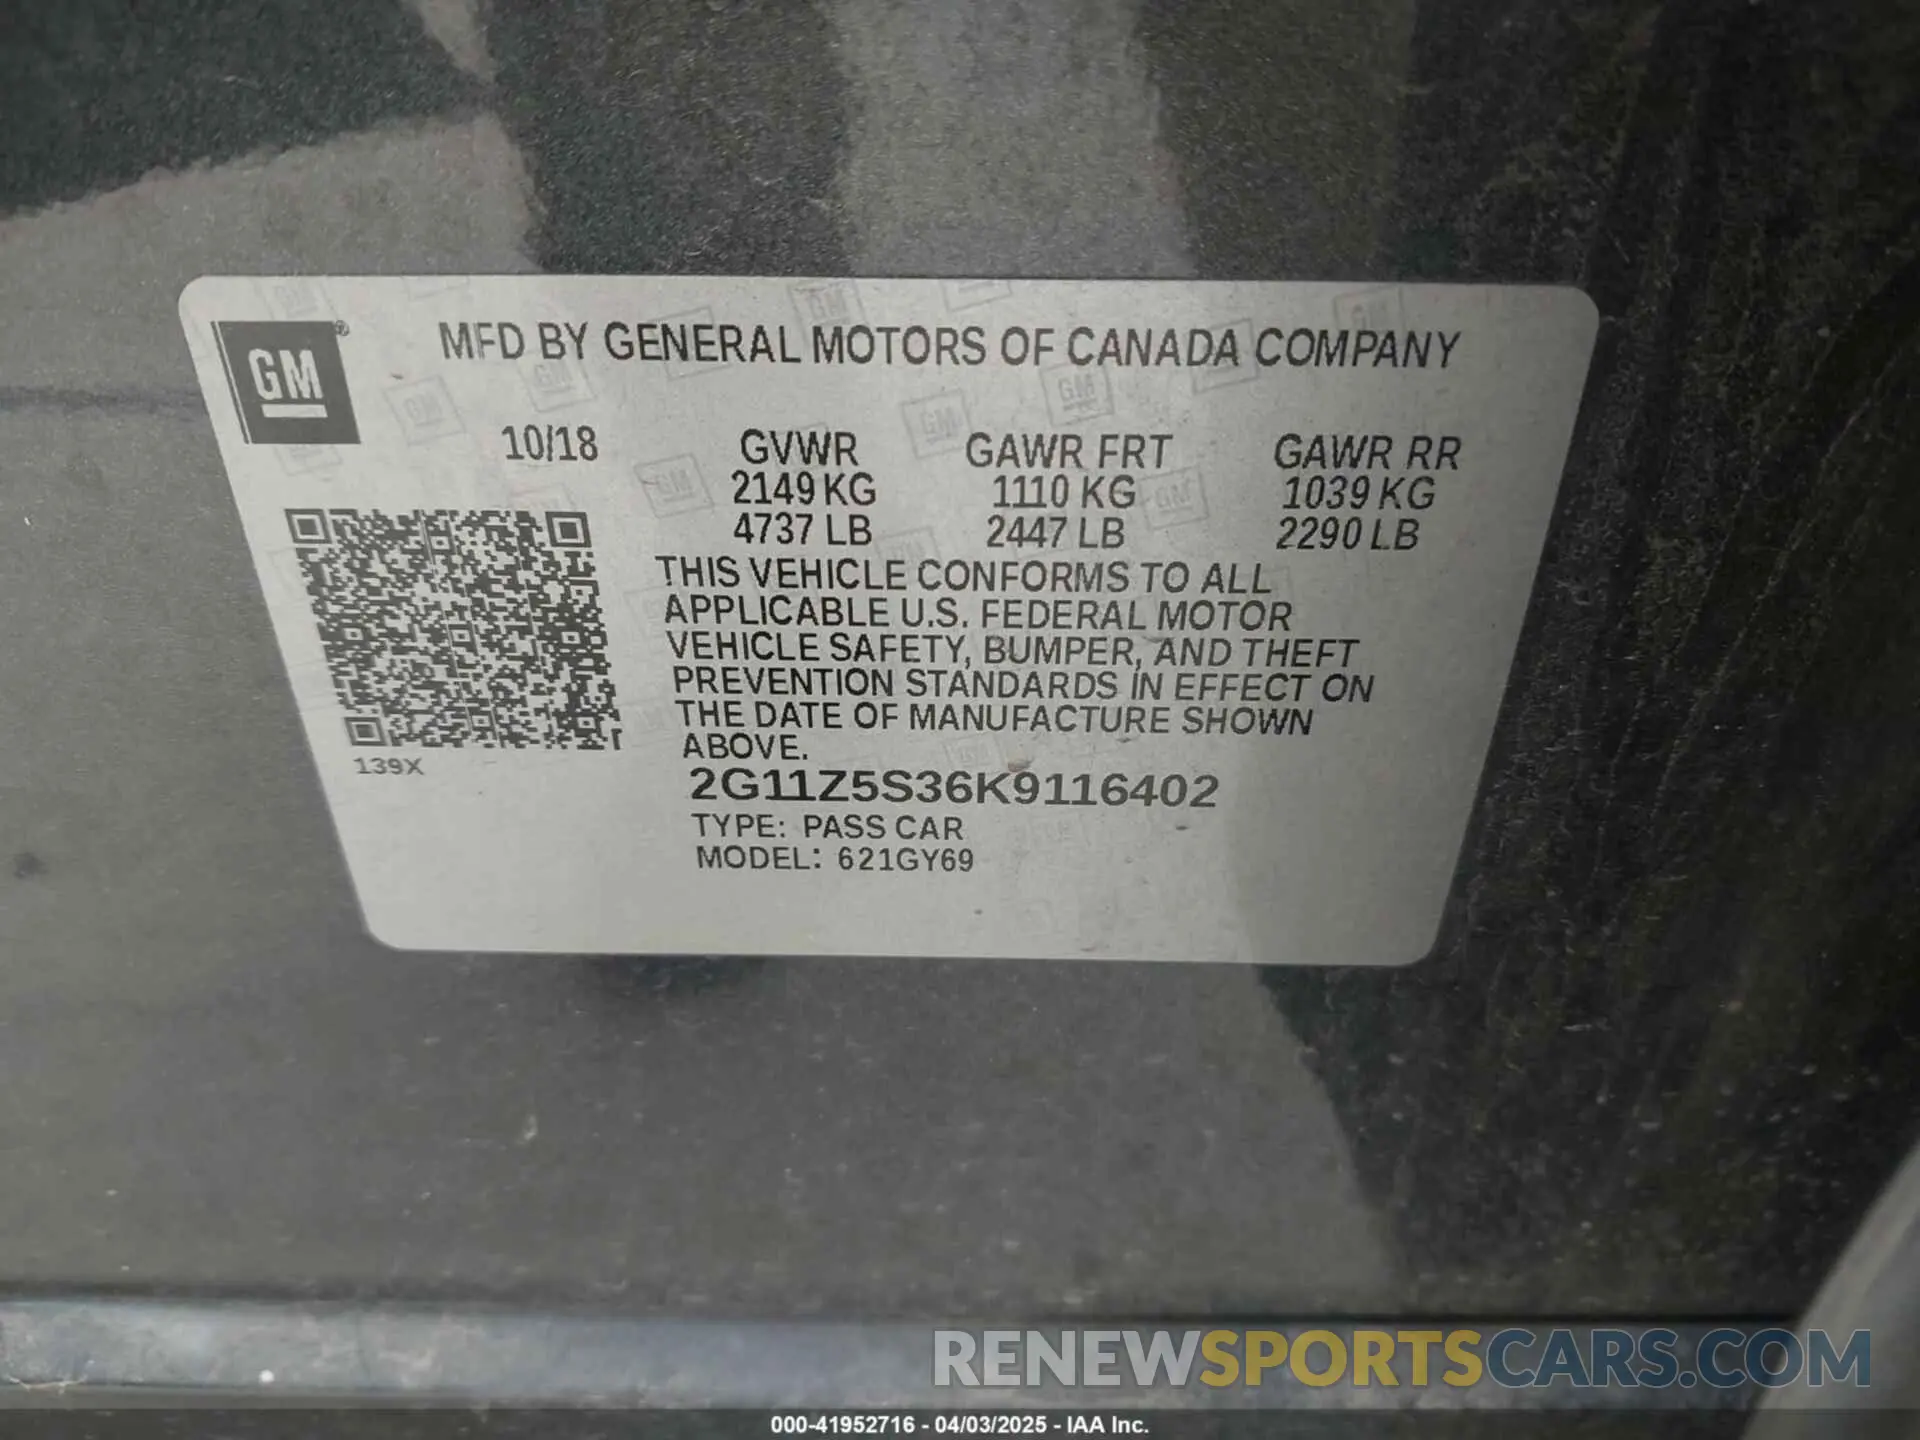 GM®
MFD BY GENERAL MOTORS OF CANADA COMPANY
10/18
GVWR GAWR FRT GAWR RR
2149 KG 1110 KG 1039 KG
4737 LB 2447 LB 2290 LB
THIS VEHICLE CONFORMS TO ALL
APPLICABLE U.S. FEDERAL MOTOR
VEHICLE SAFETY, BUMPER, AND THEFT
PREVENTION STANDARDS IN EFFECT ON
THE DATE OF MANUFACTURE SHOWN
ABOVE.
139X
2G11Z5S36K9116402
TYPE: PASS CAR
MODEL: 621GY69
RENEWSPORTSCARS.COM
000-41952716 - 04/03/2025 - IAA Inc.